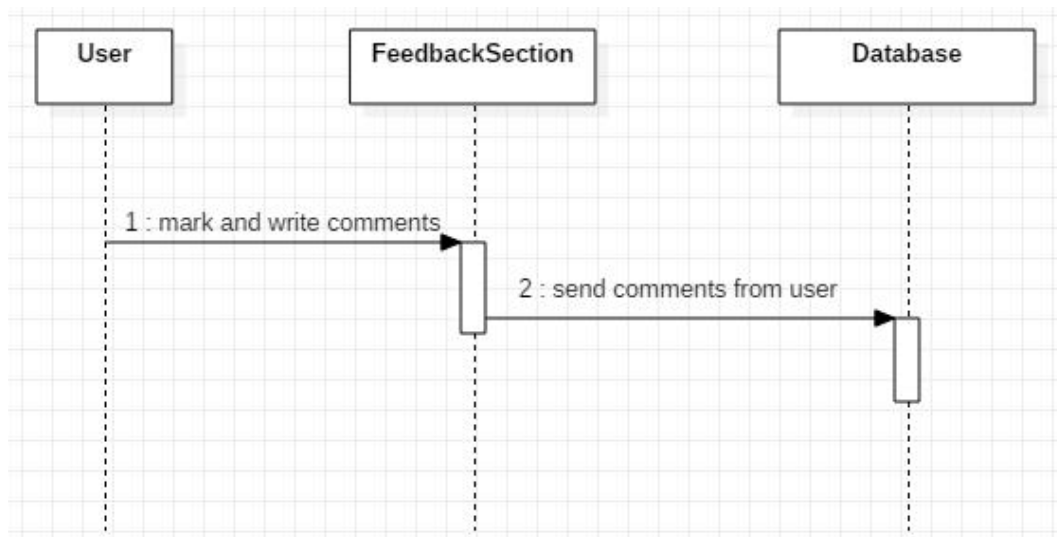 User
FeedbackSection
Database
1 : mark and write comments
2 : send comments from user